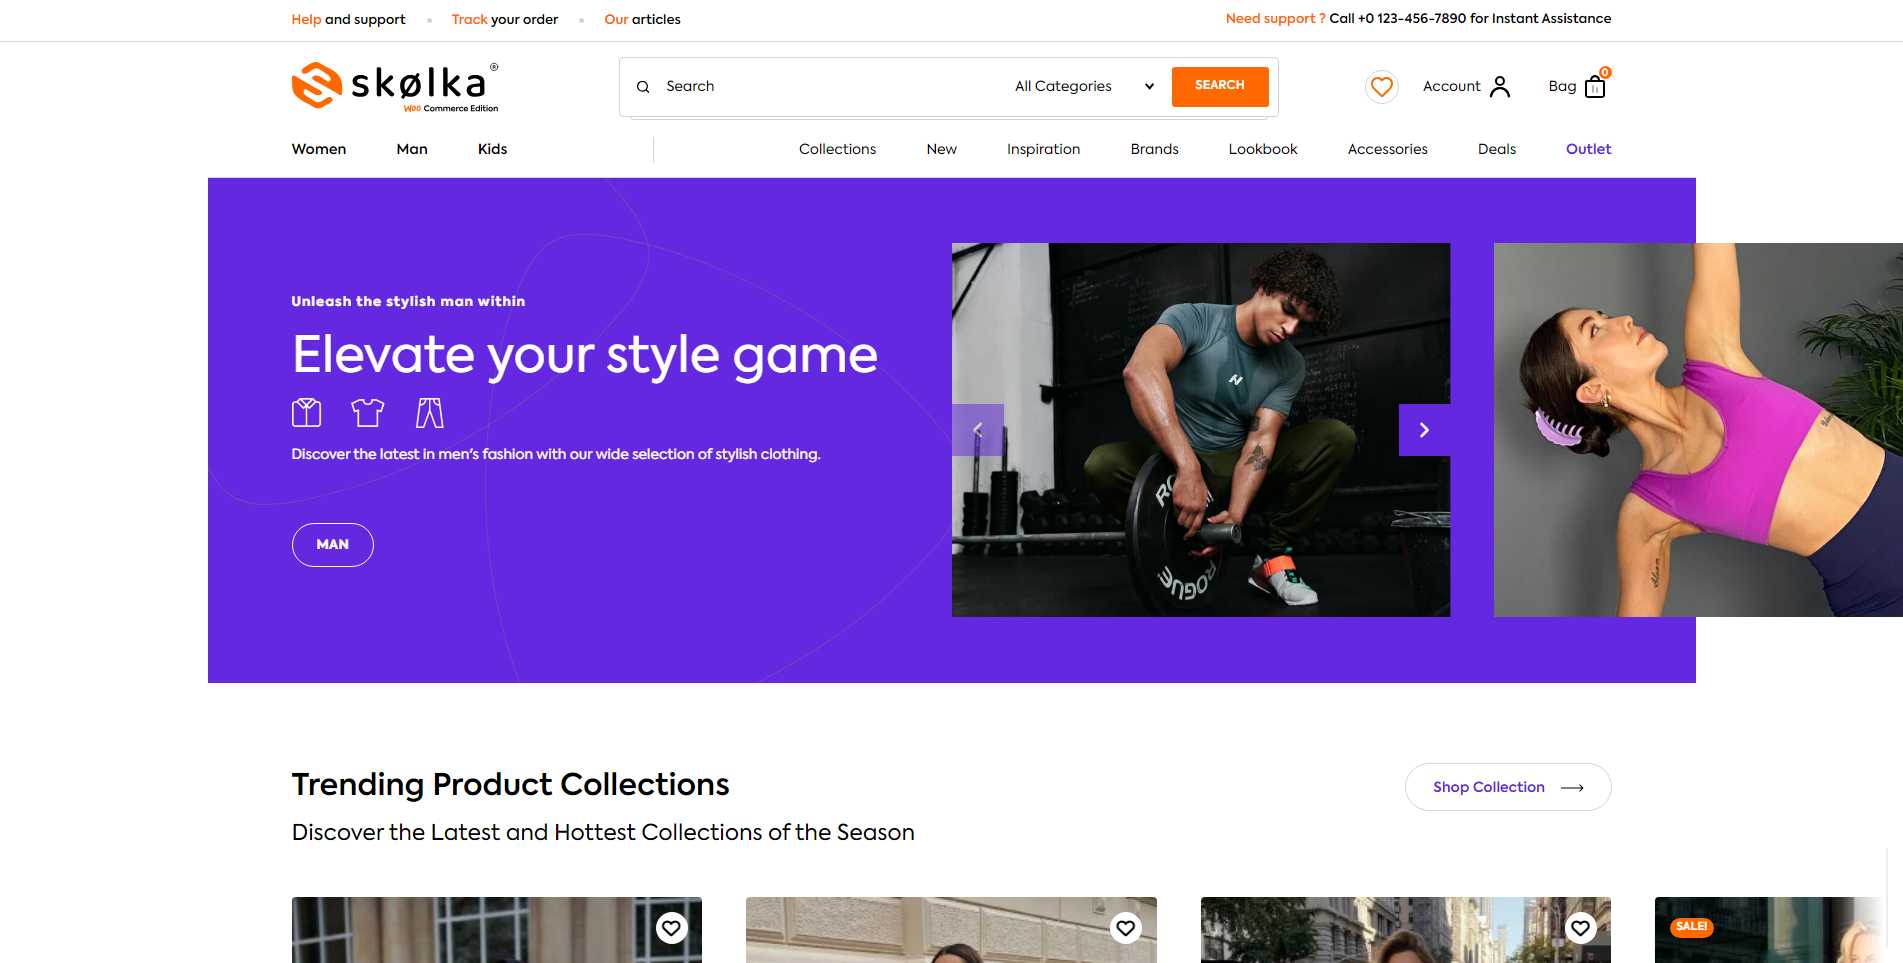 Help and support
Track your order
Our articles
Need support ? Call +0 123-456-7890 for Instant Assistance
skølka®
Woo Commerce Edition
Search
All Categories
SEARCH
Account
Bag
0
Women
Man
Kids
Collections
New
Inspiration
Brands
Lookbook
Accessories
Deals
Outlet
Unleash the stylish man within
Elevate your style game
Discover the latest in men's fashion with our wide selection of stylish clothing.
MAN
ROGUE
Trending Product Collections
Shop Collection
Discover the Latest and Hottest Collections of the Season
SALE!